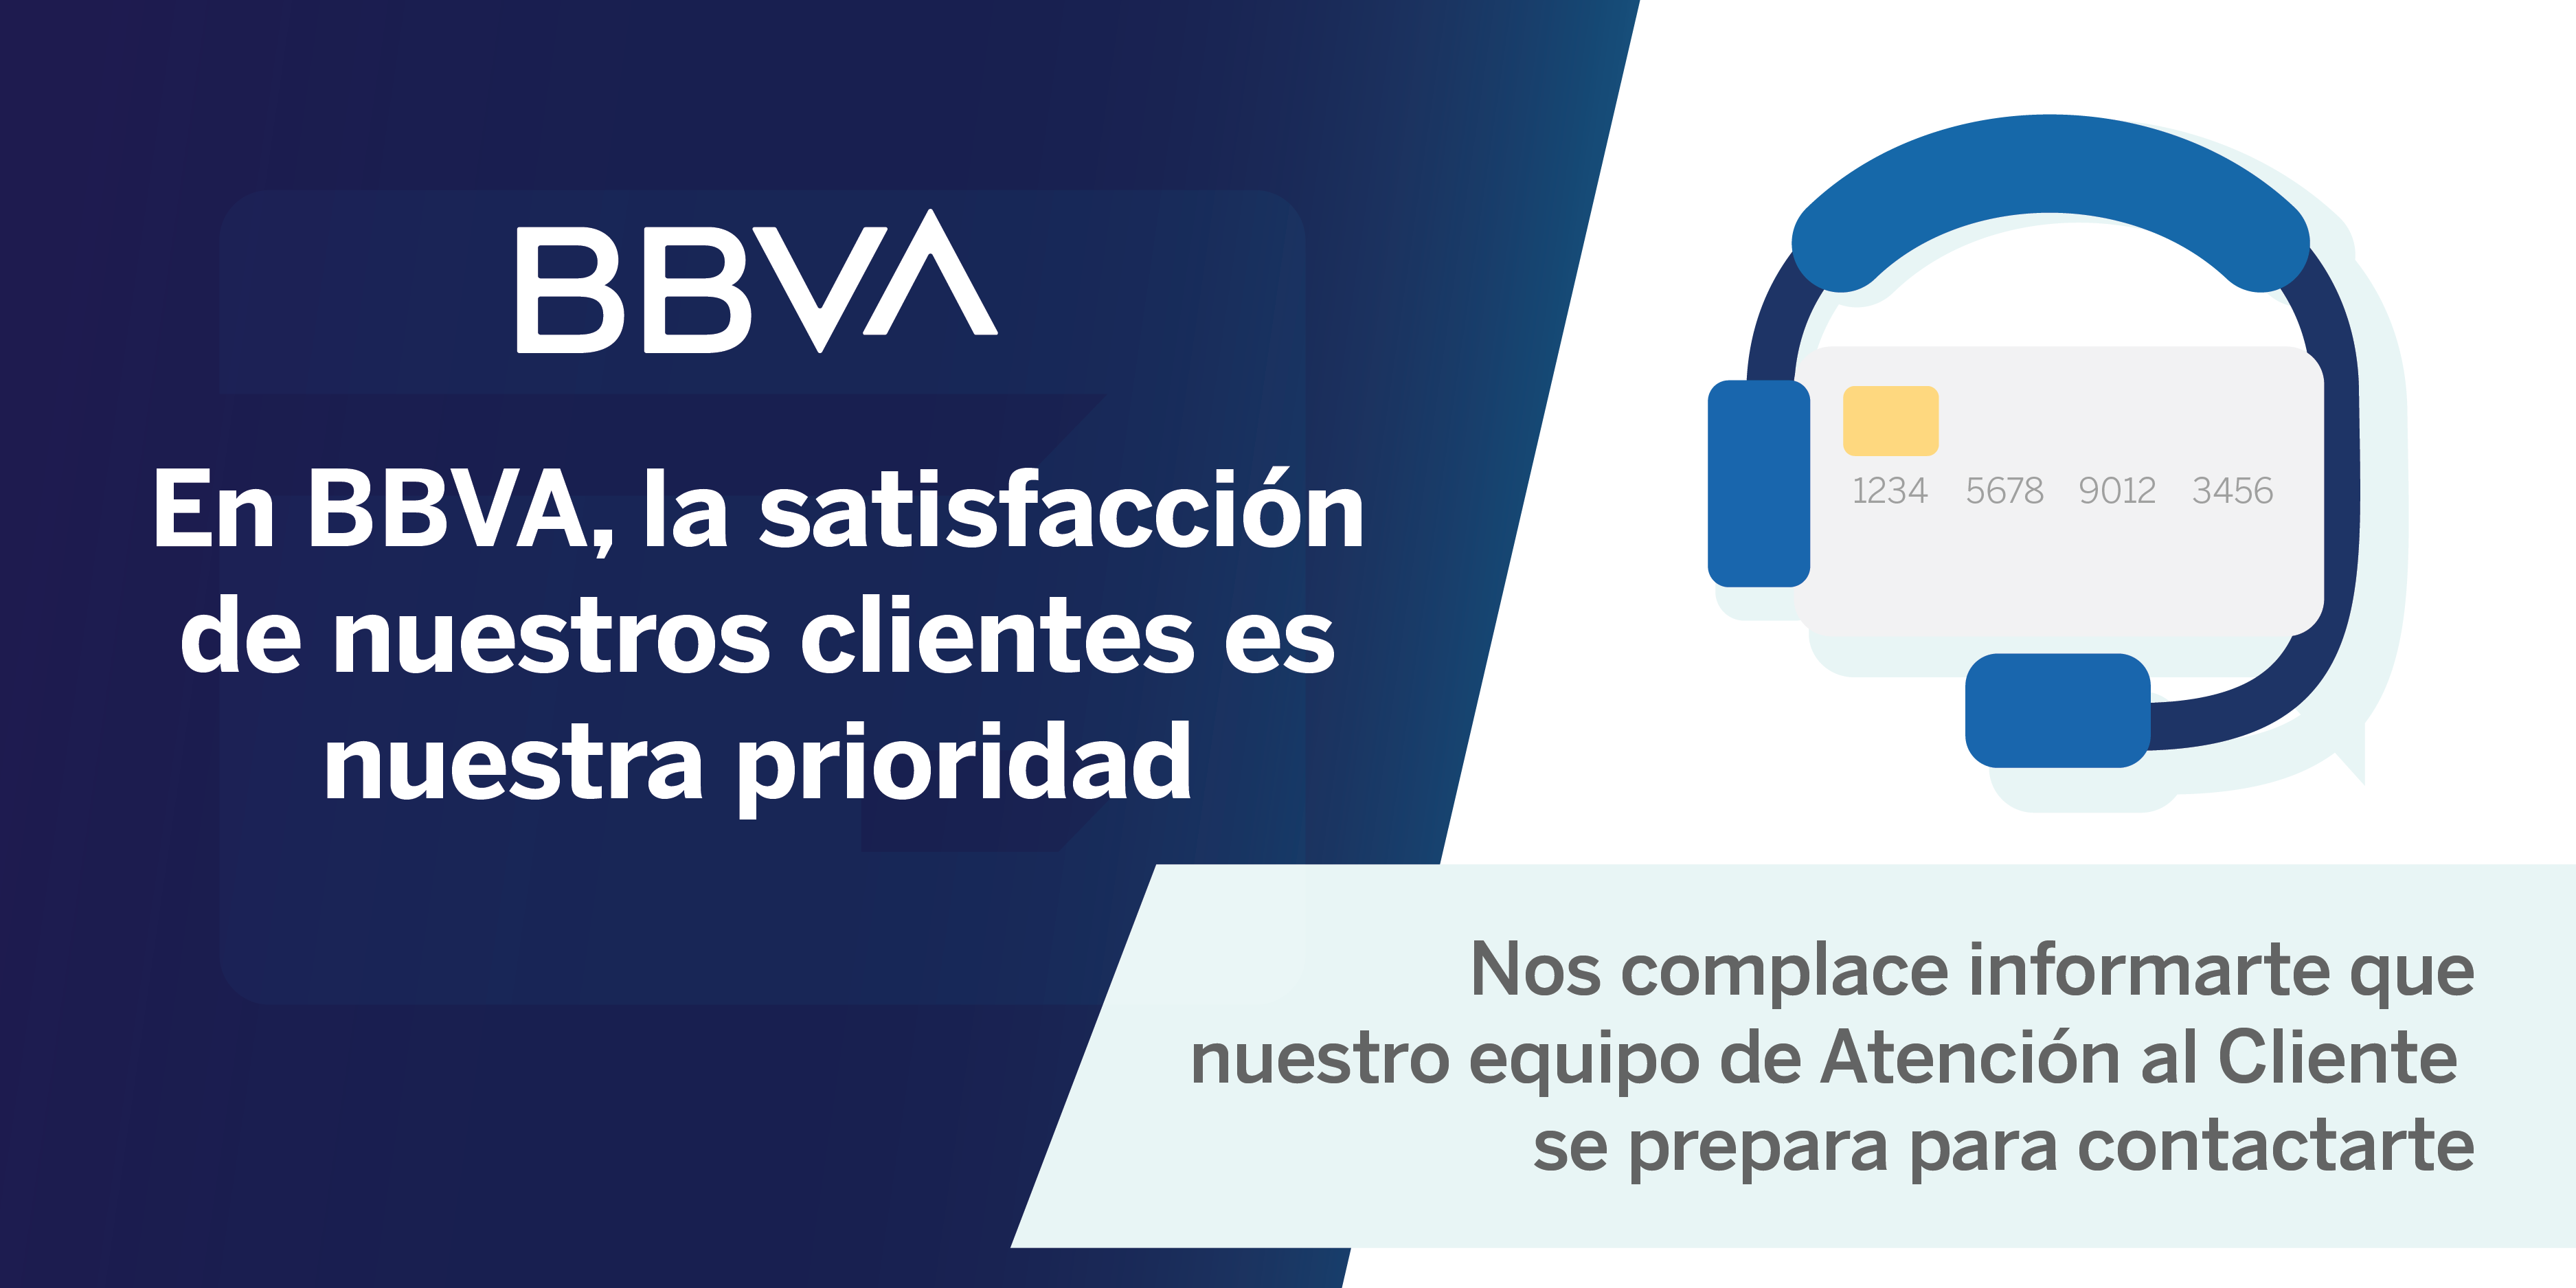 BBVA
En BBVA, la satisfacción
de nuestros clientes es
nuestra prioridad
1234 5678 9012 3456
Nos complace informarte que
nuestro equipo de Atención al Cliente
se prepara para contactarte